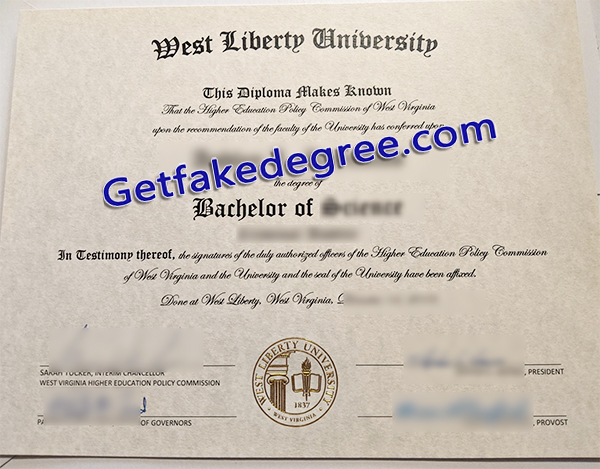 West Liberty University
This Diploma Makes Known
That the Higher Education Policy Commission of West Virginia
upon the recommendation of the faculty of the University has conferred upon
Getfakedegree.com
the degree of
Bachelor of Science
In Testimony thereof, the signatures of the duly authorized officers of the Higher Education Policy Commission
of West Virginia and the University and the seal of the University have been affixed.
Done at West Liberty, West Virginia,
SARAH TUCKER, INTERIM CHANCELLOR
WEST VIRGINIA HIGHER EDUCATION POLICY COMMISSION
, PRESIDENT
WEST LIBERTY UNIVERSITY
1837
WEST VIRGINIA
OF GOVERNORS
, PROVOST